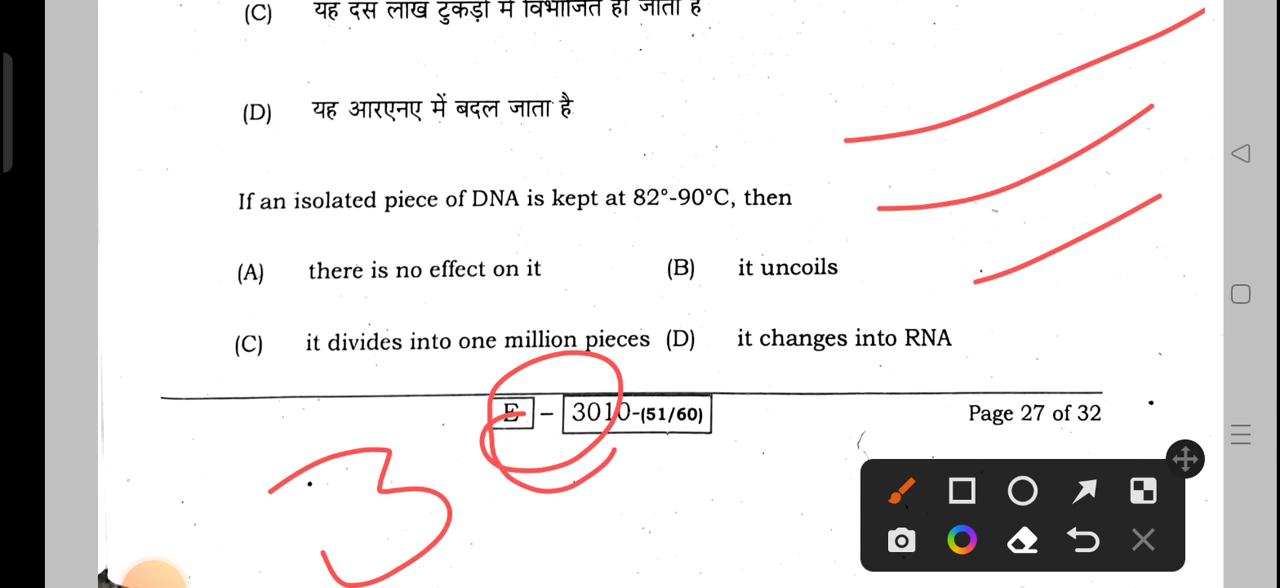 (C) यह दस लाख टुकड़ों में विभाजित हो जाता है
(D) यह आरएनए में बदल जाता है
If an isolated piece of DNA is kept at 82°-90°C, then
(A) there is no effect on it (B) it uncoils
(C) it divides into one million pieces (D) it changes into RNA
E - 3010-(51/60) Page 27 of 32
3